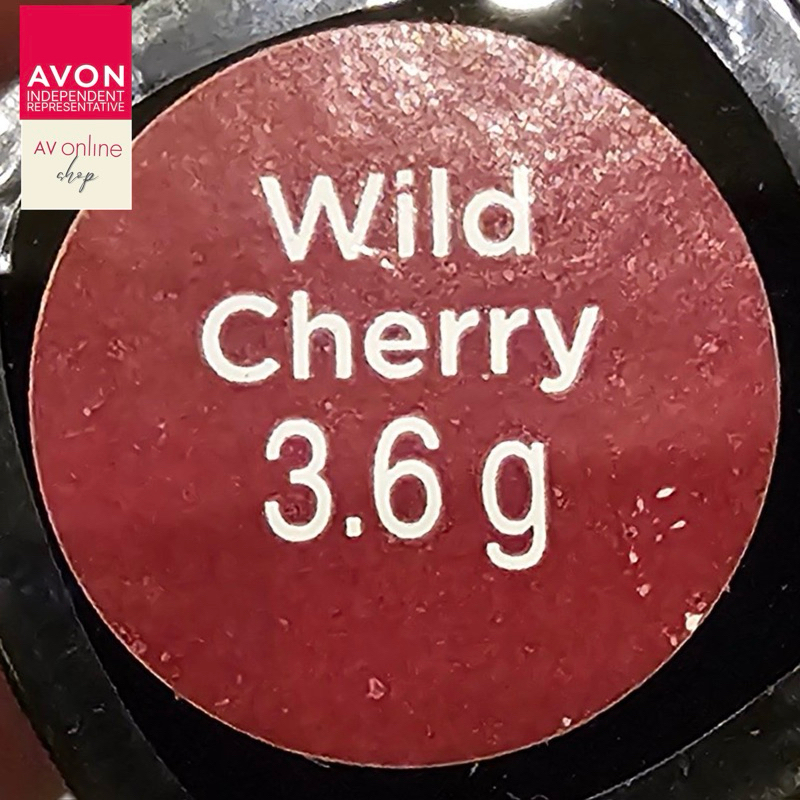 AVON
INDEPENDENT
REPRESENTATIVE
AV online
shop
Wild
Cherry
3.6 g